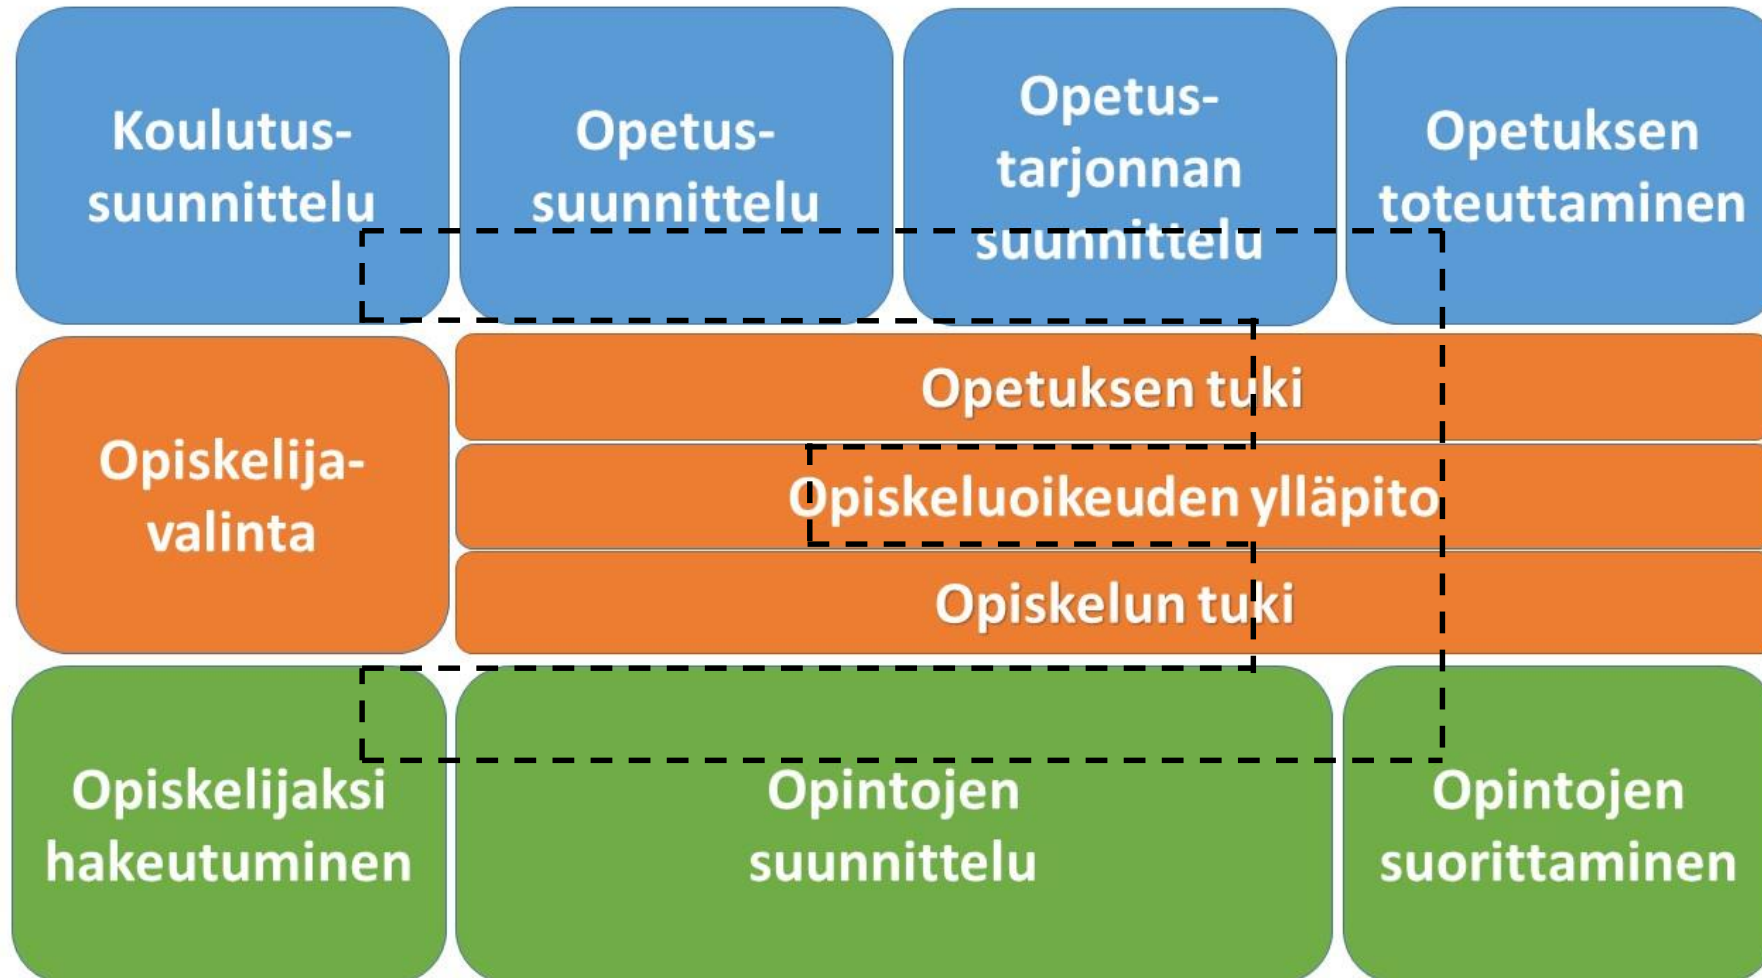 Koulutus-
suunnittelu
Opetus-
suunnittelu
Opetus-
tarjonnan
suunnittelu
Opetuksen
toteuttaminen
Opiskelija-
valinta
Opetuksen tuki
Opiskeluoikeuden ylläpito
Opiskelun tuki
Opiskelijaksi
hakeutuminen
Opintojen
suunnittelu
Opintojen
suorittaminen